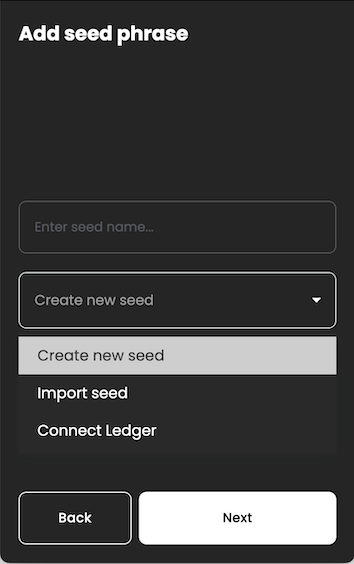 Add seed phrase
Enter seed name...
Create new seed
Create new seed
Import seed
Connect Ledger
Back
Next